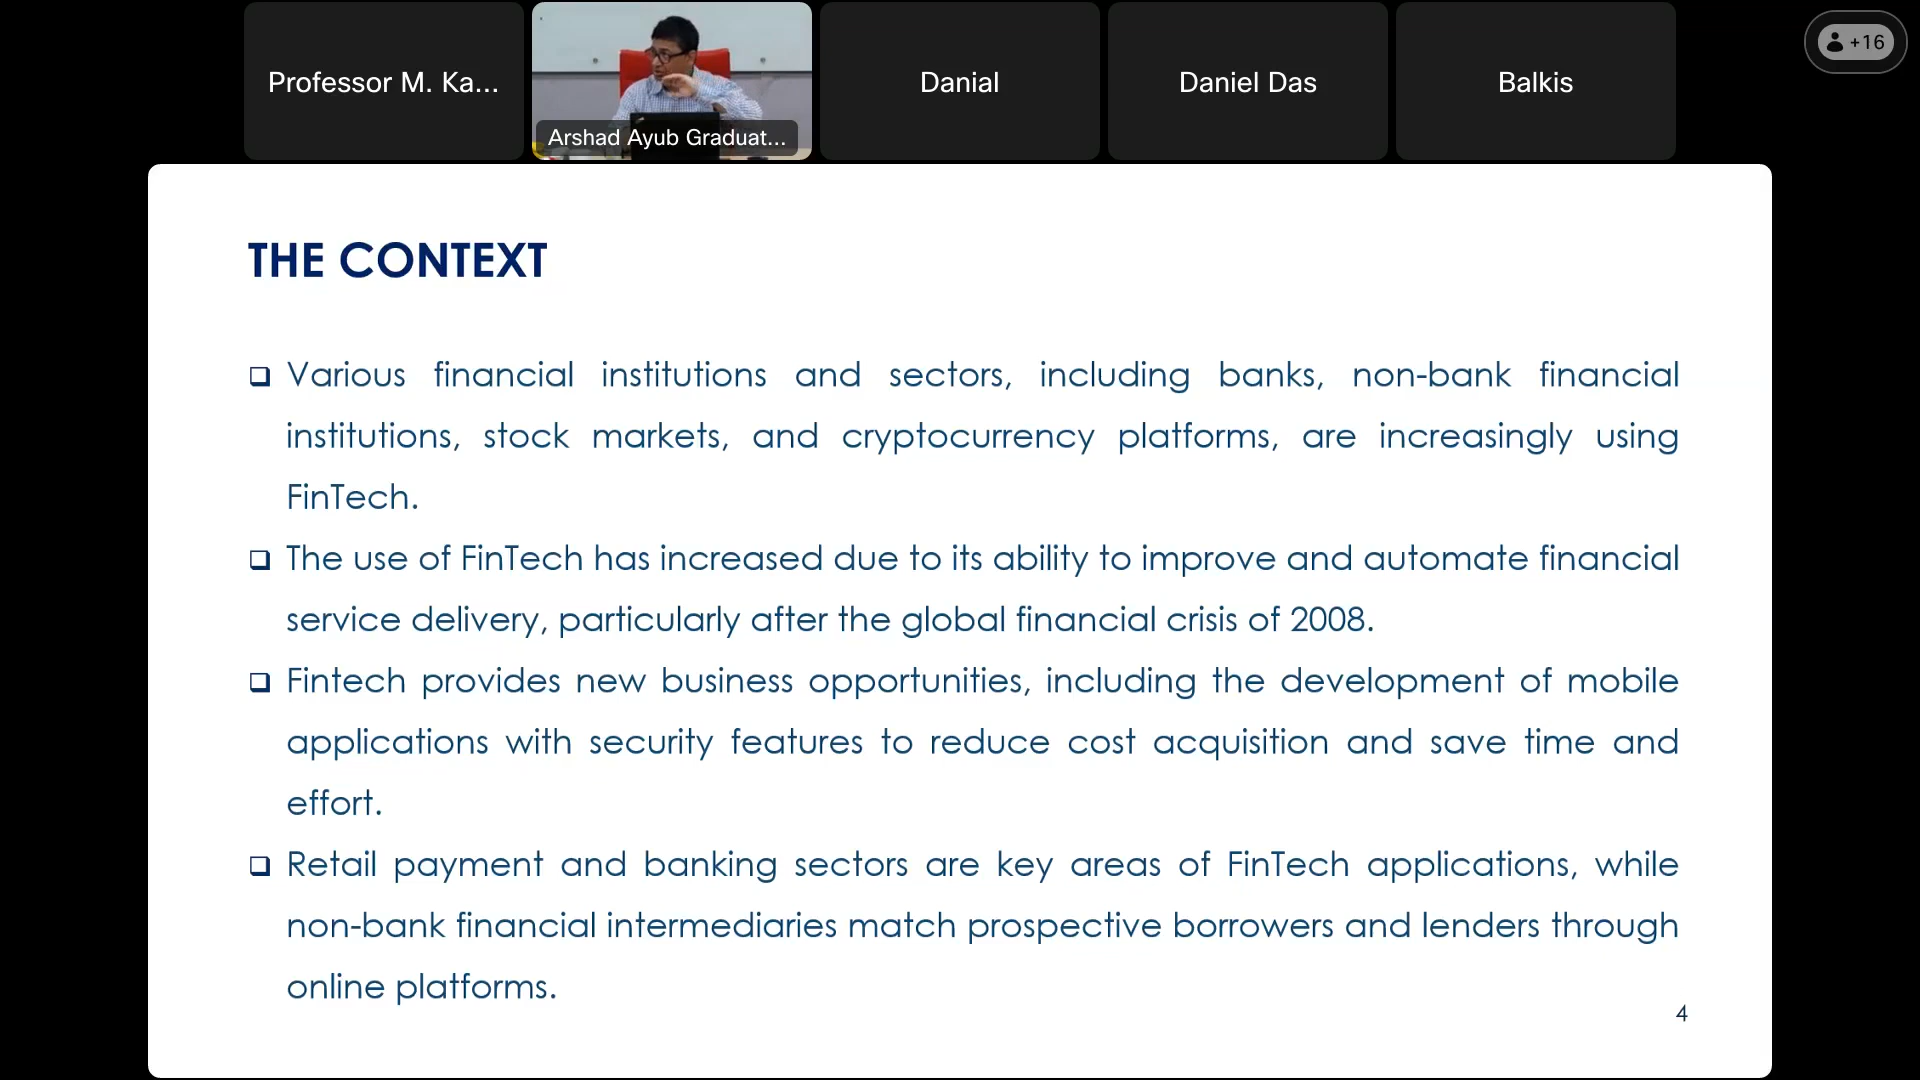 Professor M. Ka...
Arshad Ayub Graduat...
Danial
Daniel Das
Balkis
+16
THE CONTEXT
Various financial institutions and sectors, including banks, non-bank financial
institutions, stock markets, and cryptocurrency platforms, are increasingly using
FinTech.
The use of FinTech has increased due to its ability to improve and automate financial
service delivery, particularly after the global financial crisis of 2008.
Fintech provides new business opportunities, including the development of mobile
applications with security features to reduce cost acquisition and save time and
effort.
Retail payment and banking sectors are key areas of FinTech applications, while
non-bank financial intermediaries match prospective borrowers and lenders through
online platforms.
4